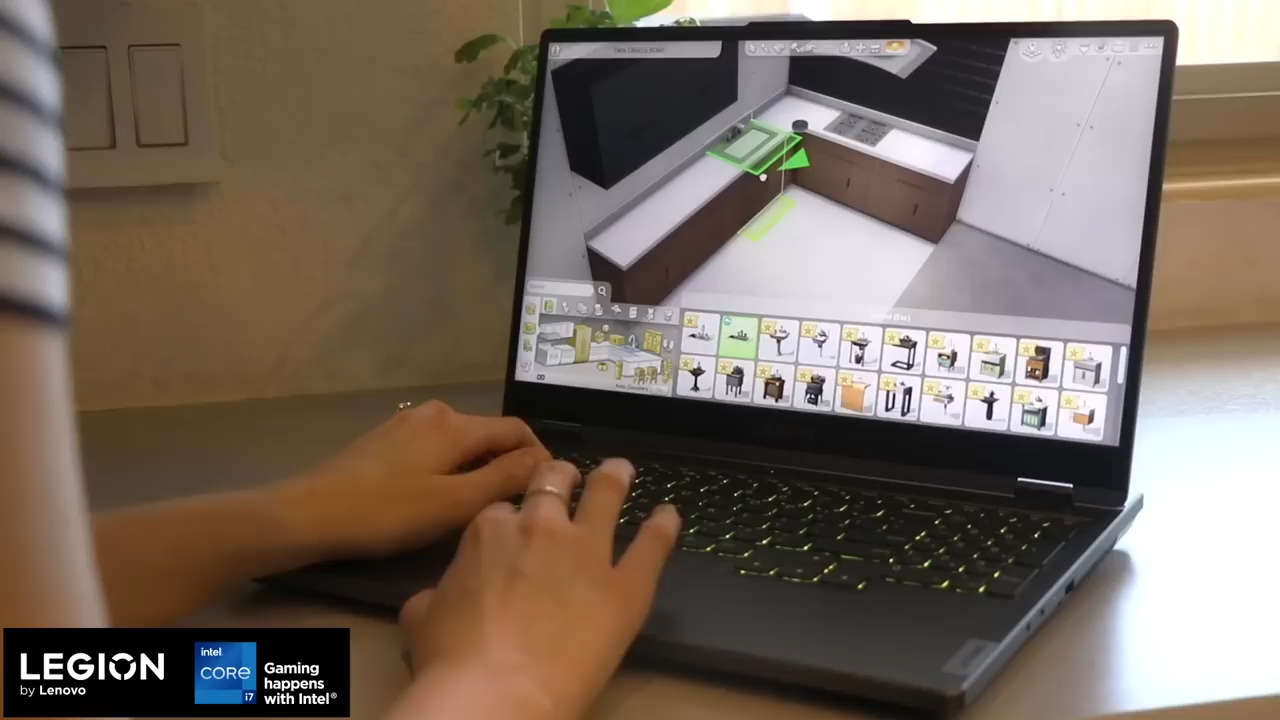 LEGION
by Lenovo
intel
CORE
i7
Gaming
happens
with Intel®